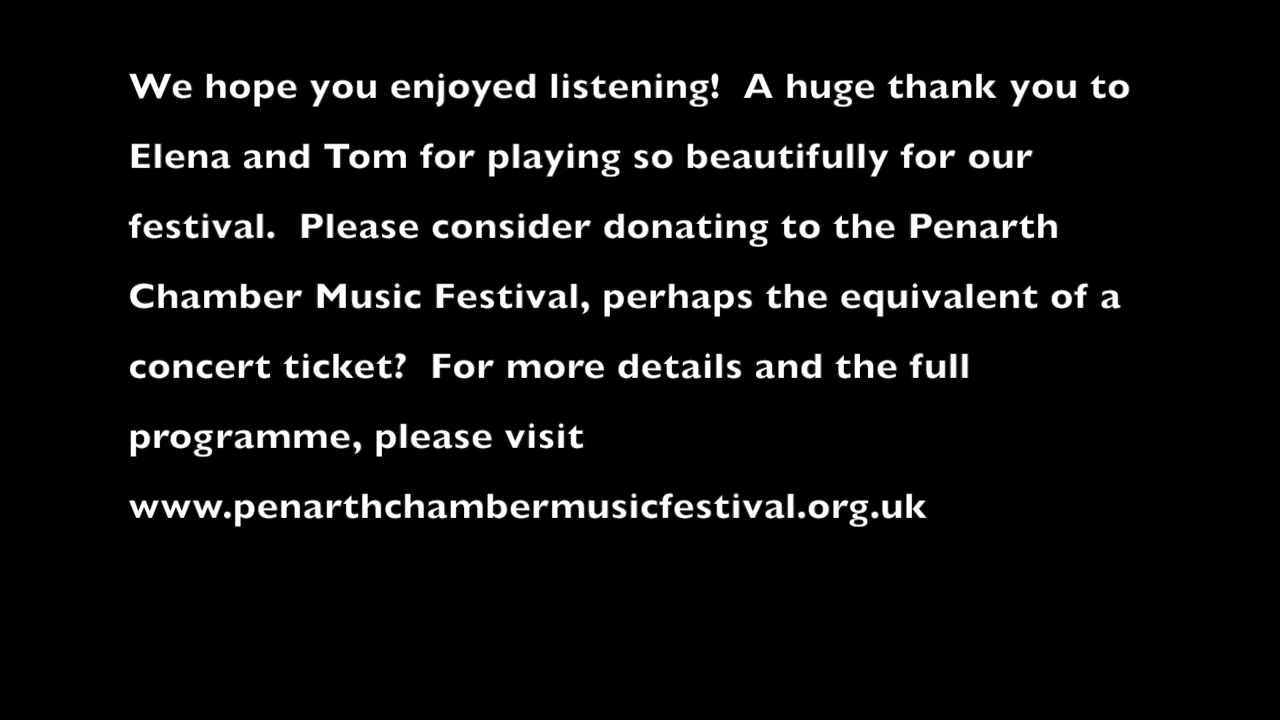 We hope you enjoyed listening!  A huge thank you to
Elena and Tom for playing so beautifully for our
festival.  Please consider donating to the Penarth
Chamber Music Festival, perhaps the equivalent of a
concert ticket?  For more details and the full
programme, please visit
www.penarthchambermusicfestival.org.uk